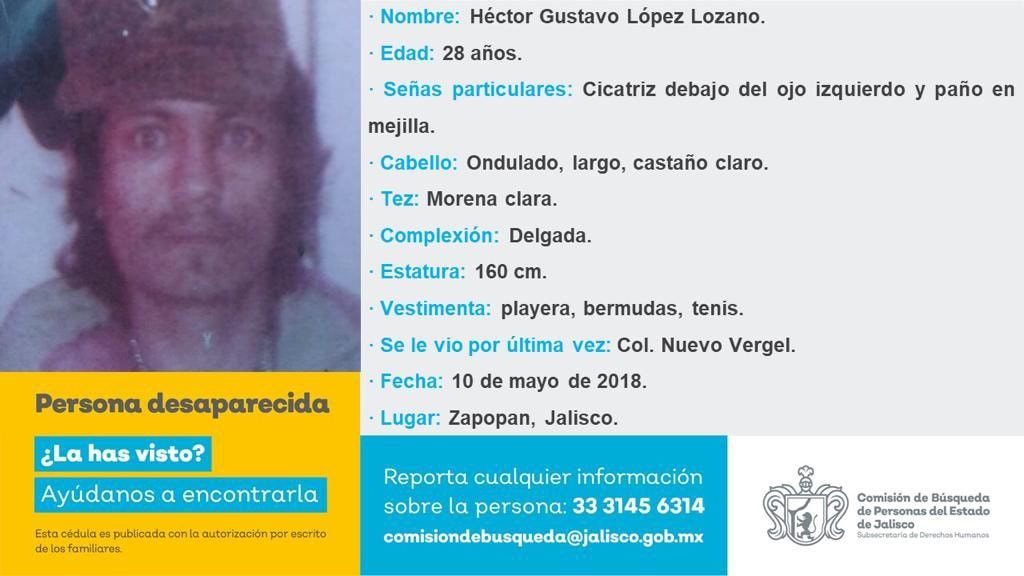 · Nombre: Héctor Gustavo López Lozano.
· Edad: 28 años.
· Señas particulares: Cicatriz debajo del ojo izquierdo y paño en
mejilla.
· Cabello: Ondulado, largo, castaño claro.
· Tez: Morena clara.
· Complexión: Delgada.
· Estatura: 160 cm.
· Vestimenta: playera, bermudas, tenis.
· Se le vio por última vez: Col. Nuevo Vergel.
· Fecha: 10 de mayo de 2018.
· Lugar: Zapopan, Jalisco.
Persona desaparecida
¿La has visto?
Ayúdanos a encontrarla
Esta cédula es publicada con la autorización por escrito
de los familiares.
Reporta cualquier información
sobre la persona: 33 3145 6314
comisiondebusqueda@jalisco.gob.mx
Comisión de Búsqueda
de Personas del Estado
de Jalisco
Subsecretaría de Derechos Humanos